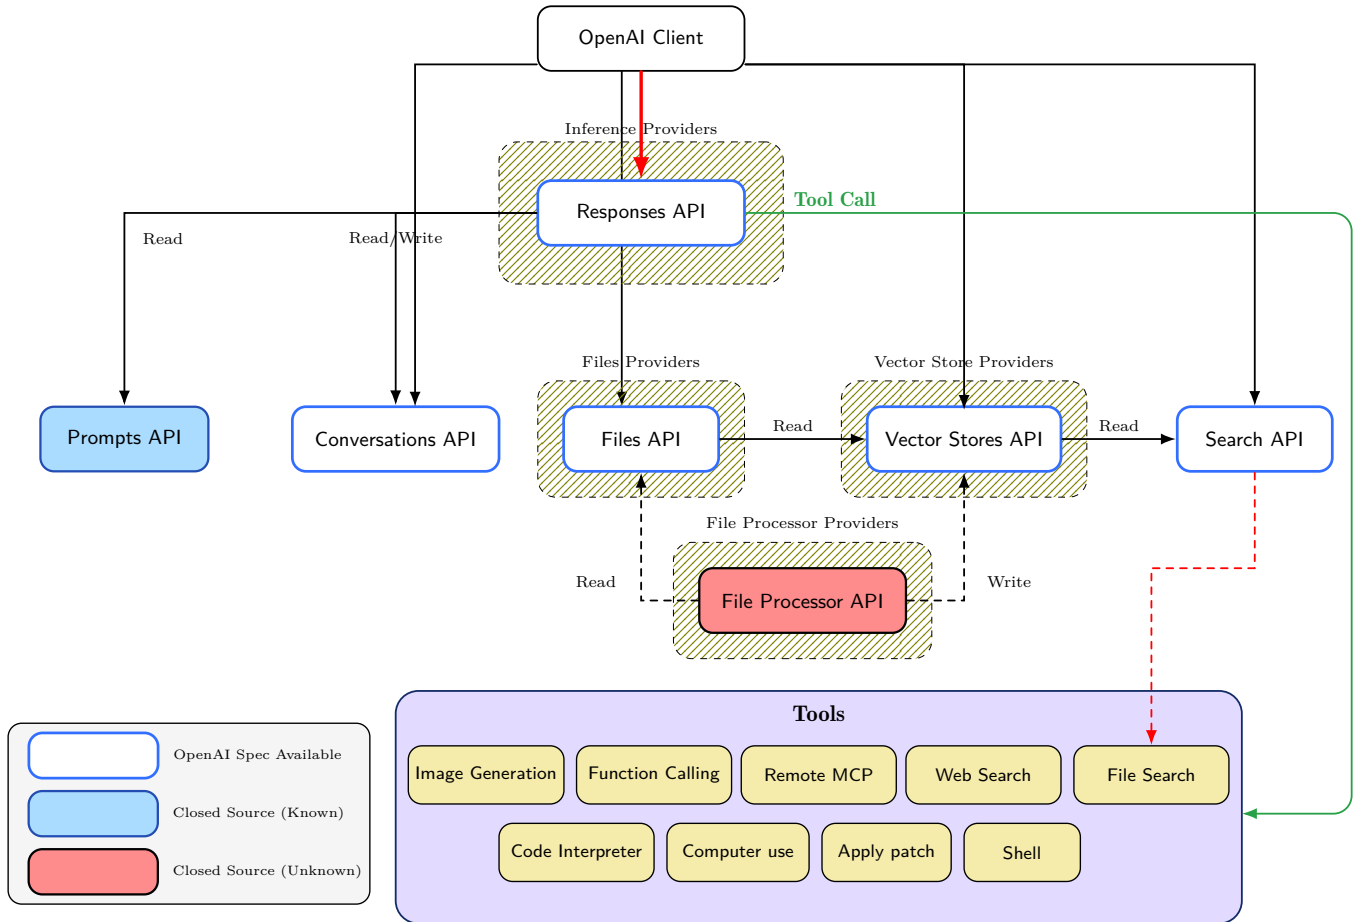 OpenAI Client
Inference Providers
Responses API
Tool Call
Read
Read/Write
Files Providers
Vector Store Providers
Prompts API
Conversations API
Files API
Read
Vector Stores API
Read
Search API
File Processor Providers
Read
File Processor API
Write
Tools
Image Generation
Function Calling
Remote MCP
Web Search
File Search
Code Interpreter
Computer use
Apply patch
Shell
OpenAI Spec Available
Closed Source (Known)
Closed Source (Unknown)